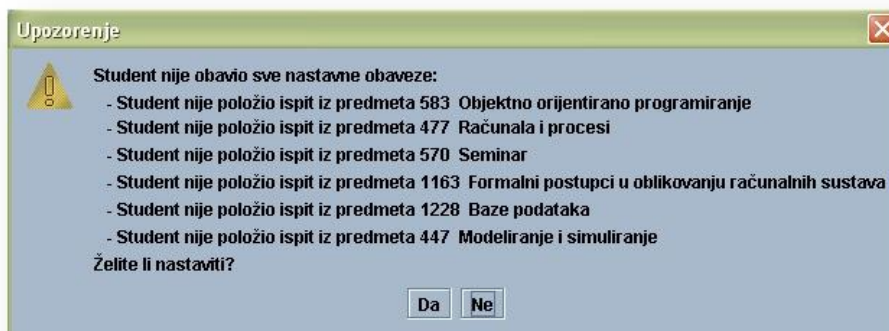 Upozorenje
Student nije obavio sve nastavne obaveze:
- Student nije položio ispit iz predmeta 583 Objektno orijentirano programiranje
- Student nije položio ispit iz predmeta 477 Računala i procesi
- Student nije položio ispit iz predmeta 570 Seminar
- Student nije položio ispit iz predmeta 1163 Formalni postupci u oblikovanju računalnih sustava
- Student nije položio ispit iz predmeta 1228 Baze podataka
- Student nije položio ispit iz predmeta 447 Modeliranje i simuliranje
Želite li nastaviti?
Da Ne